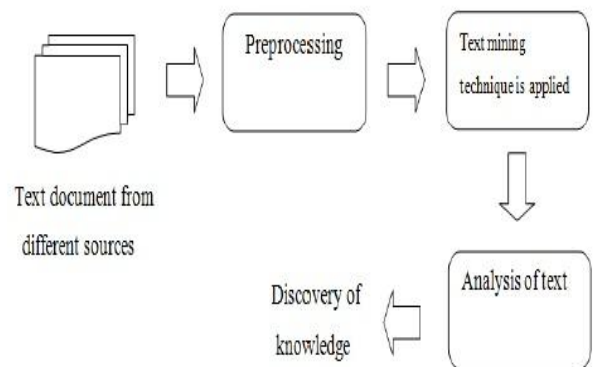 Text document from
different sources
Preprocessing
Text mining
technique is applied
Analysis of text
Discovery of
knowledge